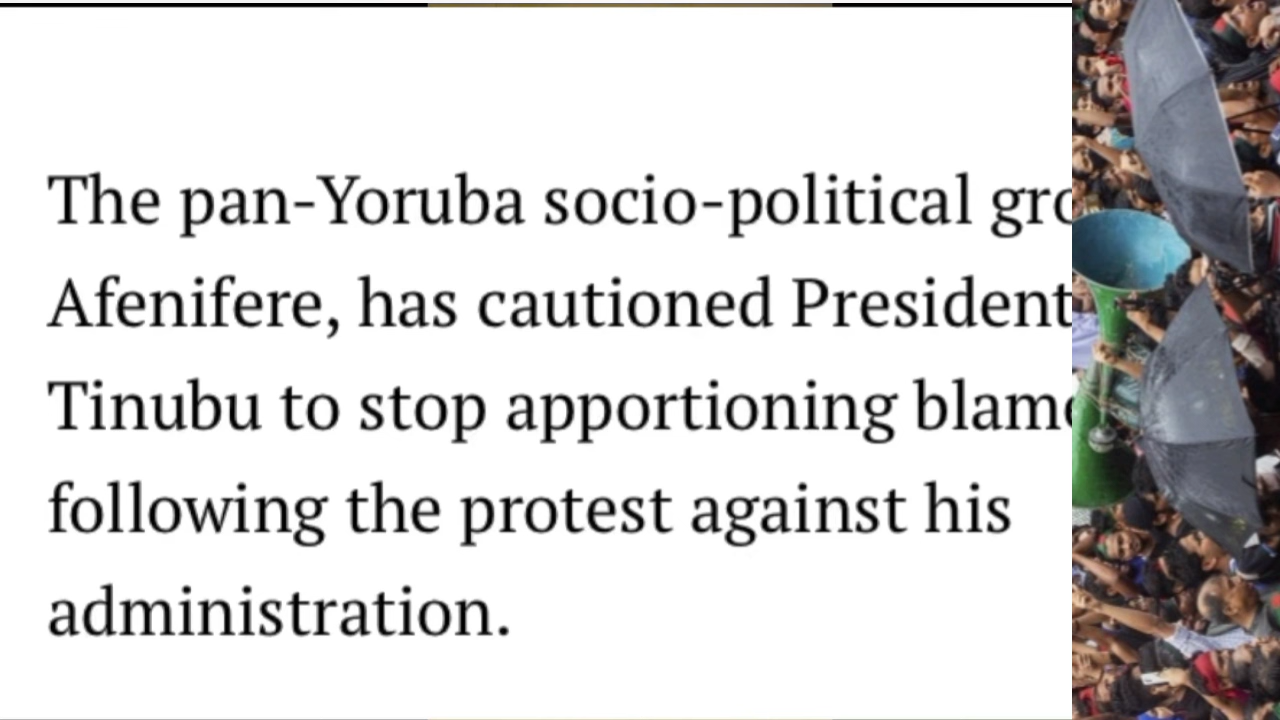 The pan-Yoruba socio-political gro
Afenifere, has cautioned President
Tinubu to stop apportioning blame
following the protest against his
administration.